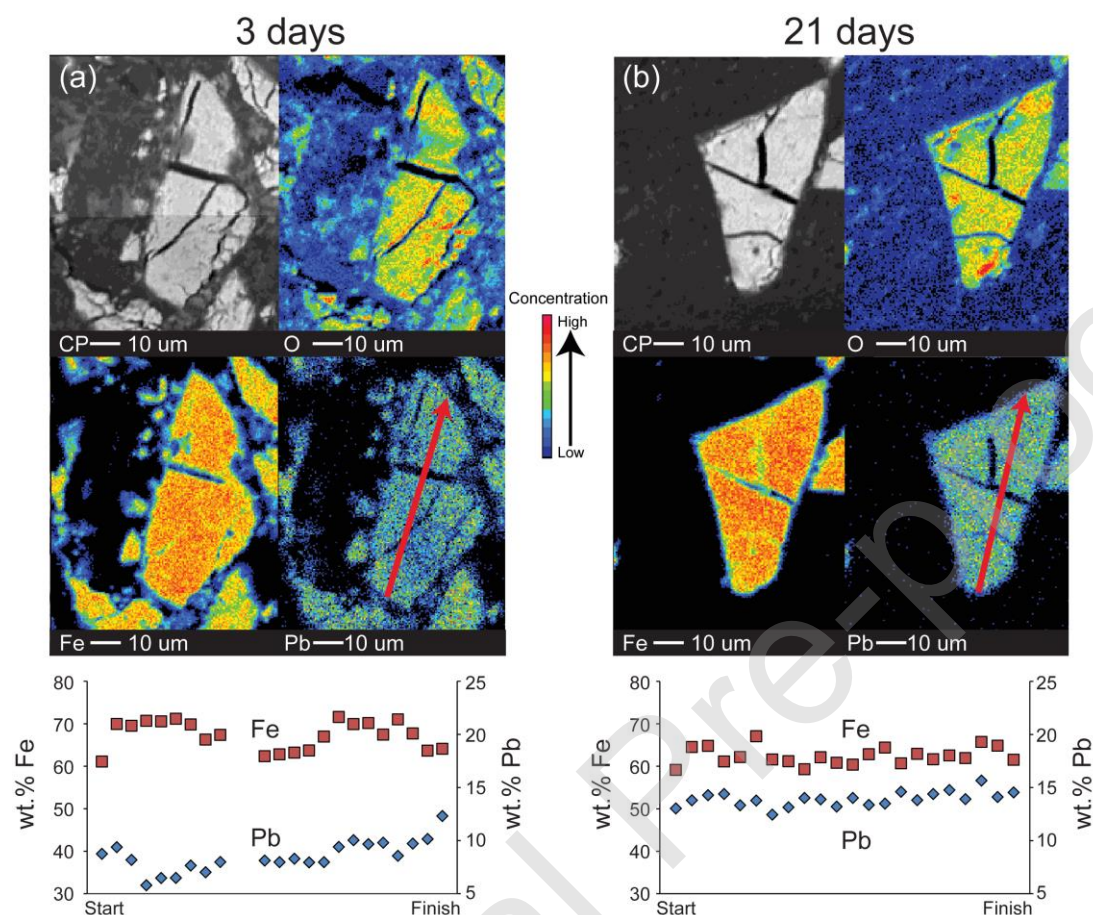 3 days
21 days
(a)
(b)
CP 10 um
O 10 um
Concentration
High
Low
CP 10 um
O 10 um
Fe 10 um
Pb 10 um
Fe 10 um
Pb 10 um
80
70
60
50
40
30
wt.% Fe
Fe
Pb
25
20
15
10
5
wt.% Pb
Start
Finish
80
70
60
50
40
30
wt.% Fe
Fe
Pb
25
20
15
10
5
wt.% Pb
Start
Finish
l Pre-p